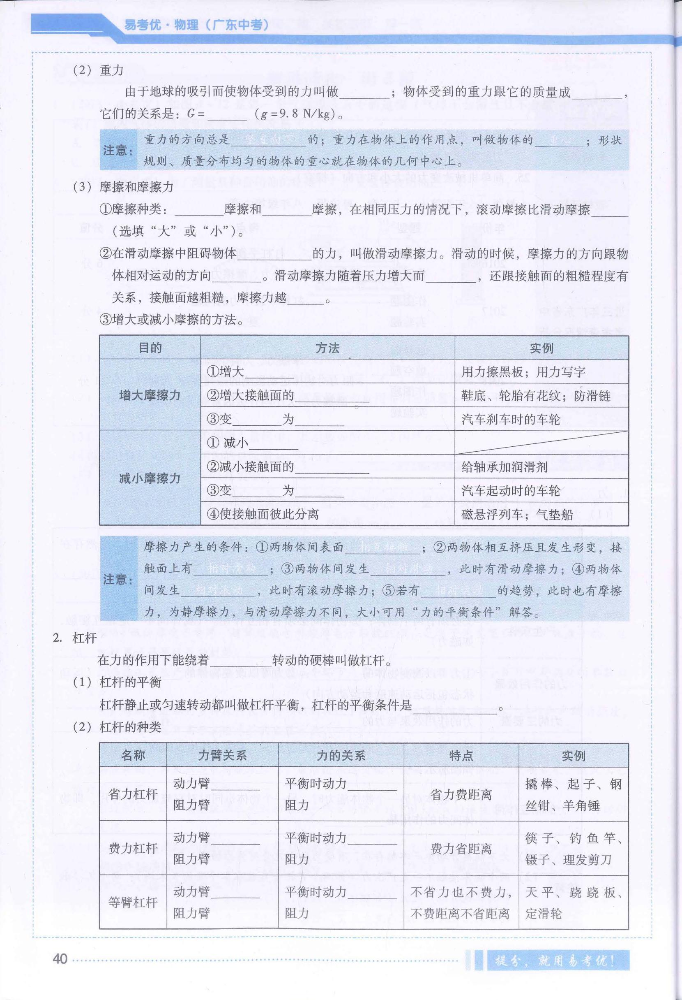 易考优·物理（广东中考）
（2）重力
由于地球的吸引而使物体受到的力叫做________；物体受到的重力跟它的质量成________，
它们的关系是：G=______（g=9.8 N/kg）。
注意：
重力的方向总是 竖直向下 的；重力在物体上的作用点，叫做物体的 重心 ；形状
规则、质量分布均匀的物体的重心就在物体的几何中心上。
（3）摩擦和摩擦力
①摩擦种类：________摩擦和________摩擦，在相同压力的情况下，滚动摩擦比滑动摩擦______
（选填“大”或“小”）。
②在滑动摩擦中阻碍物体____________的力，叫做滑动摩擦力。滑动的时候，摩擦力的方向跟物
体相对运动的方向________。滑动摩擦力随着压力增大而________，还跟接触面的粗糙程度有
关系，接触面越粗糙，摩擦力越______。
③增大或减小摩擦的方法。
目的 方法 实例
增大摩擦力
①增大________ 用力擦黑板；用力写字
②增大接触面的____________ 鞋底、轮胎有花纹；防滑链
③变________为________ 汽车刹车时的车轮
减小摩擦力
① 减小________
②减小接触面的____________ 给轴承加润滑剂
③变________为________ 汽车起动时的车轮
④使接触面彼此分离 磁悬浮列车；气垫船
注意：
摩擦力产生的条件：①两物体间表面 相互接触 ；②两物体相互挤压且发生形变，接
触面上有 相对滑动 ；③两物体间发生 相对滑动 ，此时有滑动摩擦力；④两物体
间发生 相对滚动 ，此时有滚动摩擦力；⑤若有 相对运动 的趋势，此时也有摩擦
力，为静摩擦力，与滑动摩擦力不同，大小可用“力的平衡条件”解答。
2. 杠杆
在力的作用下能绕着__________转动的硬棒叫做杠杆。
（1）杠杆的平衡
杠杆静止或匀速转动都叫做杠杆平衡，杠杆的平衡条件是______________。
（2）杠杆的种类
名称 力臂关系 力的关系 特点 实例
省力杠杆
动力臂________
阻力臂
平衡时动力________
阻力
省力费距离
撬棒、起子、钢
丝钳、羊角锤
费力杠杆
动力臂________
阻力臂
平衡时动力________
阻力
费力省距离
筷子、钓鱼竿、
镊子、理发剪刀
等臂杠杆
动力臂________
阻力臂
平衡时动力________
阻力
不省力也不费力，
不费距离不省距离
天平、跷跷板、
定滑轮
40
提分，就用易考优！